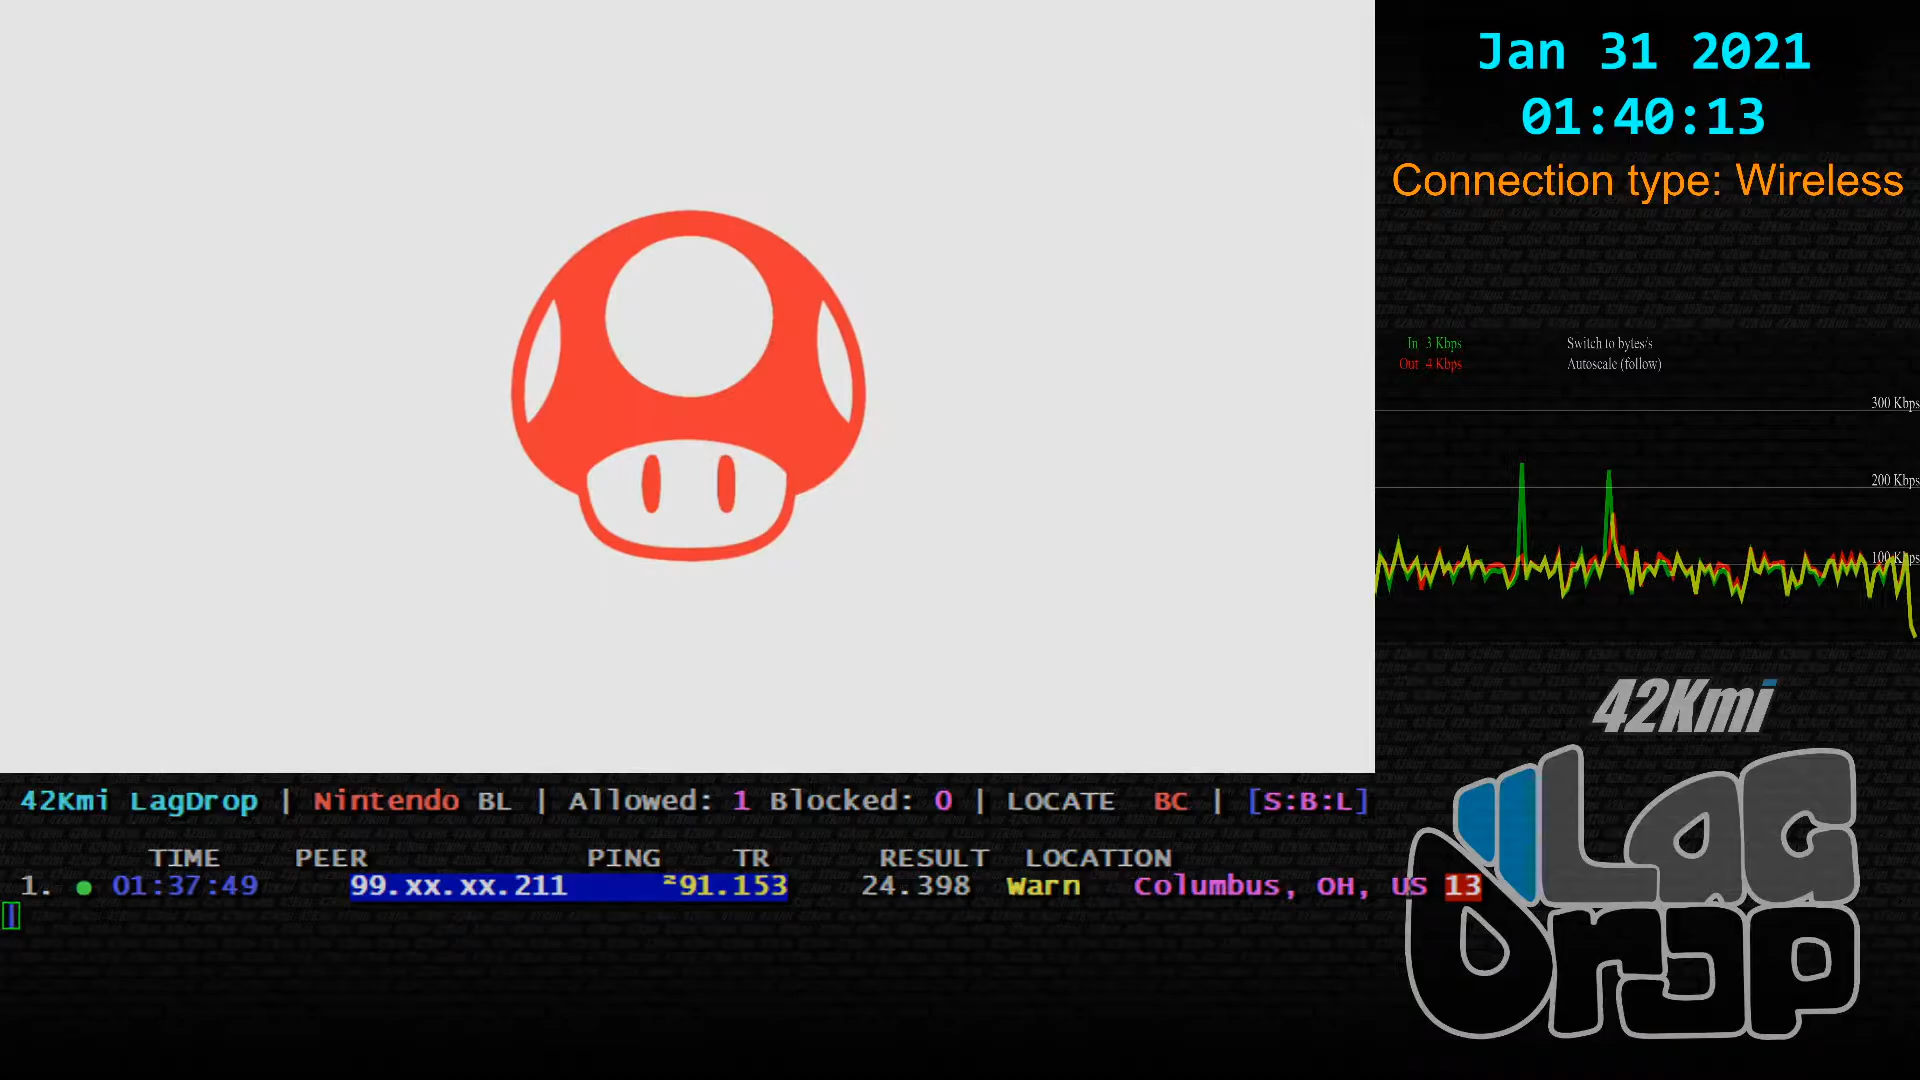 Jan 31 2021
01:40:13
Connection type: Wireless
In 3 Kbps
Switch to bytes/s
Out 4 Kbps
Autoscale (follow)
300 Kbps
200 Kbps
100 Kbps
42Kmi
LAG
Drop
42Kmi LagDrop | Nintendo BL | Allowed: 1 Blocked: 0 | LOCATE BC | [S:B:L]
TIME PEER PING TR RESULT LOCATION
1. ● 01:37:49 99.xx.xx.211 91.153 24.398 Warn Columbus, OH, US 13